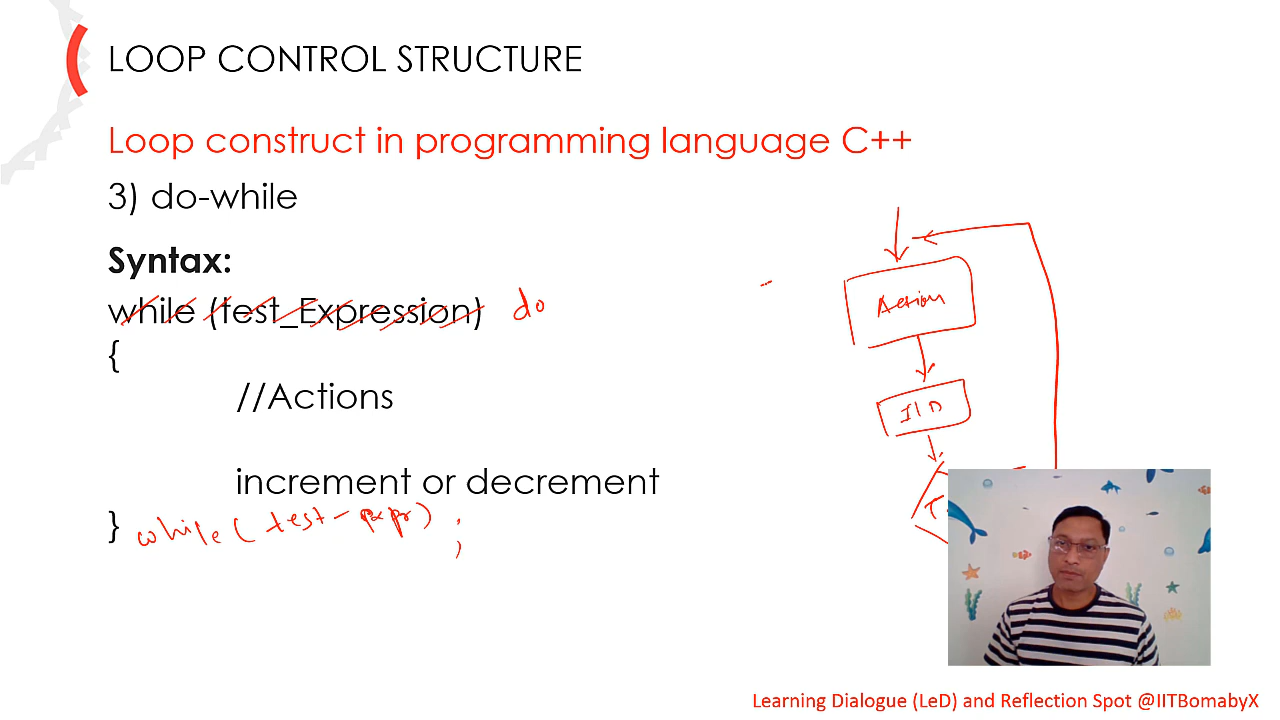 LOOP CONTROL STRUCTURE
Loop construct in programming language C++
3) do-while
Syntax:
while (test_Expression) do
{
//Actions
increment or decrement
} while ( test-expr) ;
Action
I/D
T
Learning Dialogue (LeD) and Reflection Spot @IITBomabyX